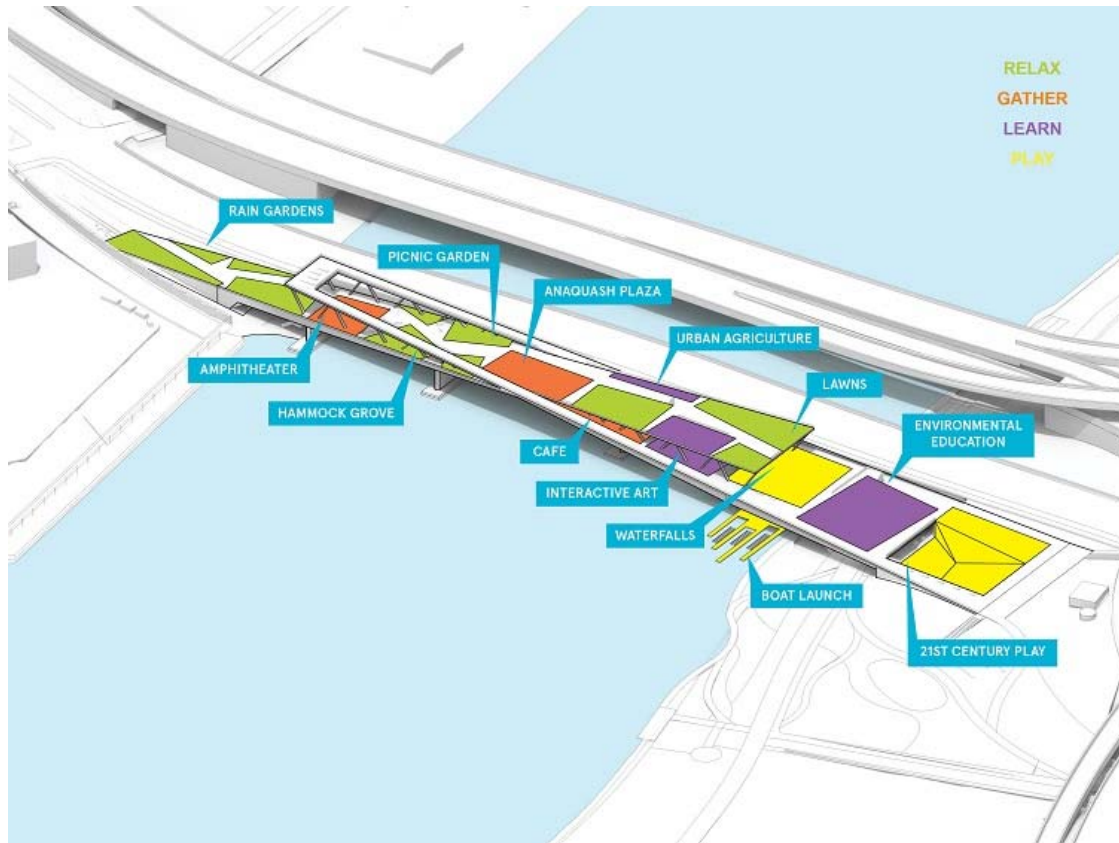 RELAX
GATHER
LEARN
PLAY
RAIN GARDENS
PICNIC GARDEN
ANAQUASH PLAZA
URBAN AGRICULTURE
AMPHITHEATER
LAWNS
HAMMOCK GROVE
ENVIRONMENTAL
EDUCATION
CAFE
INTERACTIVE ART
WATERFALLS
BOAT LAUNCH
21ST CENTURY PLAY